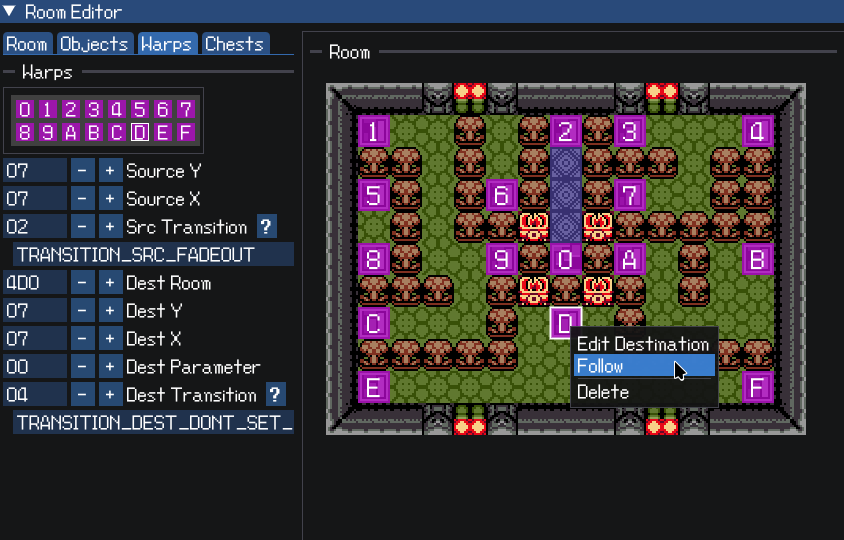 Room Editor
Room Objects Warps Chests
Warps
0 1 2 3 4 5 6 7
8 9 A B C D E F
07 - + Source Y
07 - + Source X
02 - + Src Transition ?
TRANSITION_SRC_FADEOUT
4D0 - + Dest Room
07 - + Dest Y
07 - + Dest X
00 - + Dest Parameter
04 - + Dest Transition ?
TRANSITION_DEST_DONT_SET_
Room
1 2 3 4
5 6 7
8 9 0 A B
C D
E F
Edit Destination
Follow
Delete